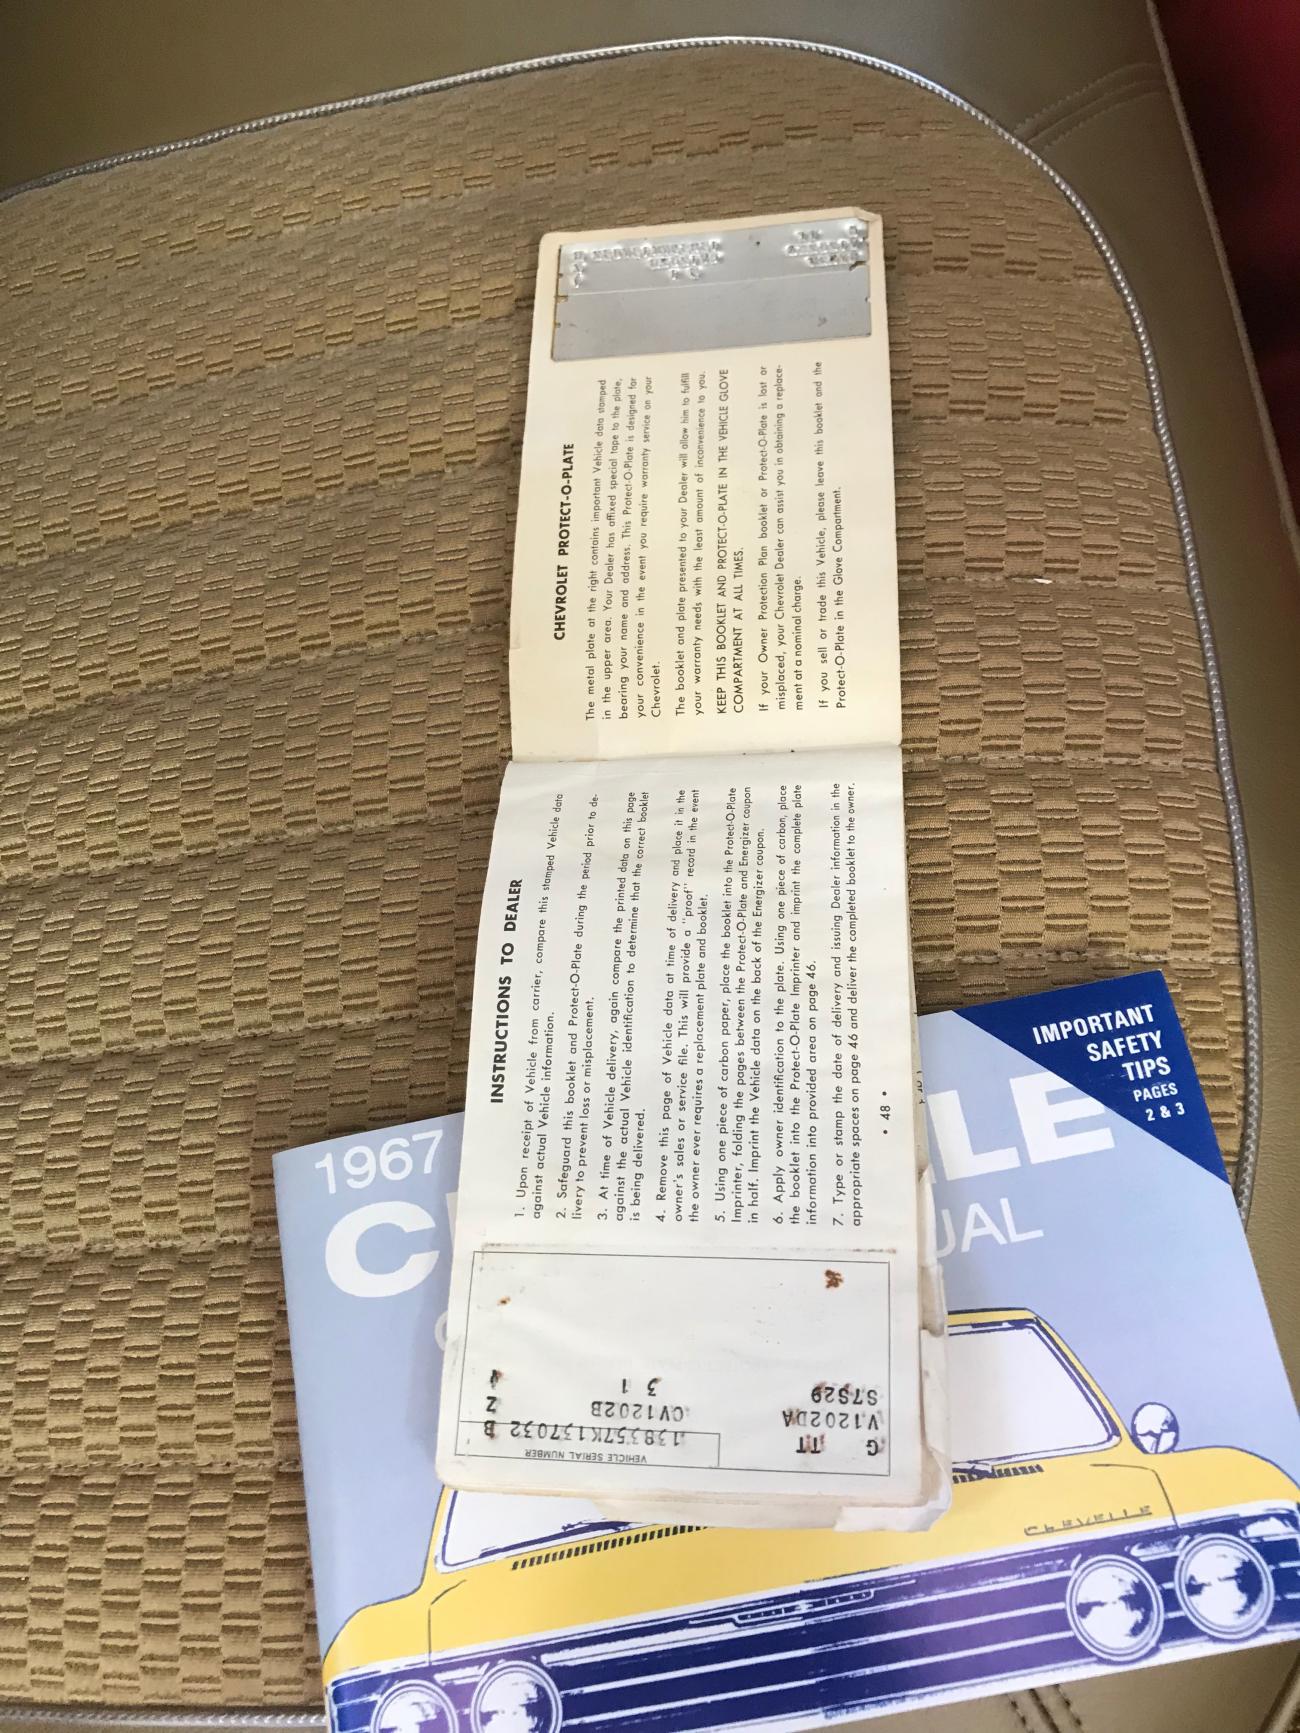 CHEVROLET PROTECT-O-PLATE
The metal plate at the right contains important Vehicle data stamped
in the upper area. Your Dealer has affixed special tape to the plate,
bearing your name and address. This Protect-O-Plate is designed for
your convenience in the event you require warranty service on your
Chevrolet.
The booklet and plate presented to your Dealer will allow him to fulfill
your warranty needs with the least amount of inconvenience to you.
KEEP THIS BOOKLET AND PROTECT-O-PLATE IN THE VEHICLE GLOVE
COMPARTMENT AT ALL TIMES.
If your Owner Protection Plan booklet or Protect-O-Plate is lost or
misplaced, your Chevrolet Dealer can assist you in obtaining a replace-
ment at a nominal charge.
If you sell or trade this Vehicle, please leave this booklet and the
Protect-O-Plate in the Glove Compartment.
INSTRUCTIONS TO DEALER
1. Upon receipt of Vehicle from carrier, compare this stamped Vehicle data
against actual Vehicle information.
2. Safeguard this booklet and Protect-O-Plate during the period prior to de-
livery to prevent loss or misplacement.
3. At time of Vehicle delivery, again compare the printed data on this page
against the actual Vehicle identification to determine that the correct booklet
is being delivered.
4. Remove this page of Vehicle data at time of delivery and place it in the
owner's sales or service file. This will provide a "proof" record in the event
the owner ever requires a replacement plate and booklet.
5. Using one piece of carbon paper, place the booklet into the Protect-O-Plate
Imprinter, folding the pages between the Protect-O-Plate and Energizer coupon
in half. Imprint the Vehicle data on the back of the Energizer coupon.
6. Apply owner identification to the plate. Using one piece of carbon, place
the booklet into the Protect-O-Plate Imprinter and imprint the complete plate
information into provided area on page 46.
7. Type or stamp the date of delivery and issuing Dealer information in the
appropriate spaces on page 46 and deliver the completed booklet to the owner.
• 48 •
VEHICLE SERIAL NUMBER
G TT 138357K137032 B
V1202DA CV1202B Z
S7S29 3 1 4
1967
C LE
UAL
IMPORTANT
SAFETY
TIPS
PAGES
2 & 3
CHEVELLE